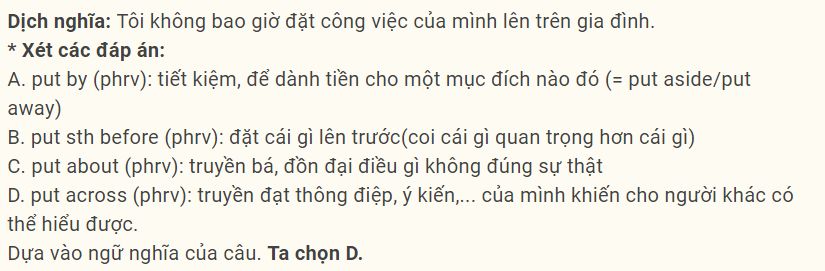 Dịch nghĩa: Tôi không bao giờ đặt công việc của mình lên trên gia đình.
* Xét các đáp án:
A. put by (phrv): tiết kiệm, để dành tiền cho một mục đích nào đó (= put aside/put
away)
B. put sth before (phrv): đặt cái gì lên trước(coi cái gì quan trọng hơn cái gì)
C. put about (phrv): truyền bá, đồn đại điều gì không đúng sự thật
D. put across (phrv): truyền đạt thông điệp, ý kiến,... của mình khiến cho người khác có
thể hiểu được.
Dựa vào ngữ nghĩa của câu. Ta chọn D.